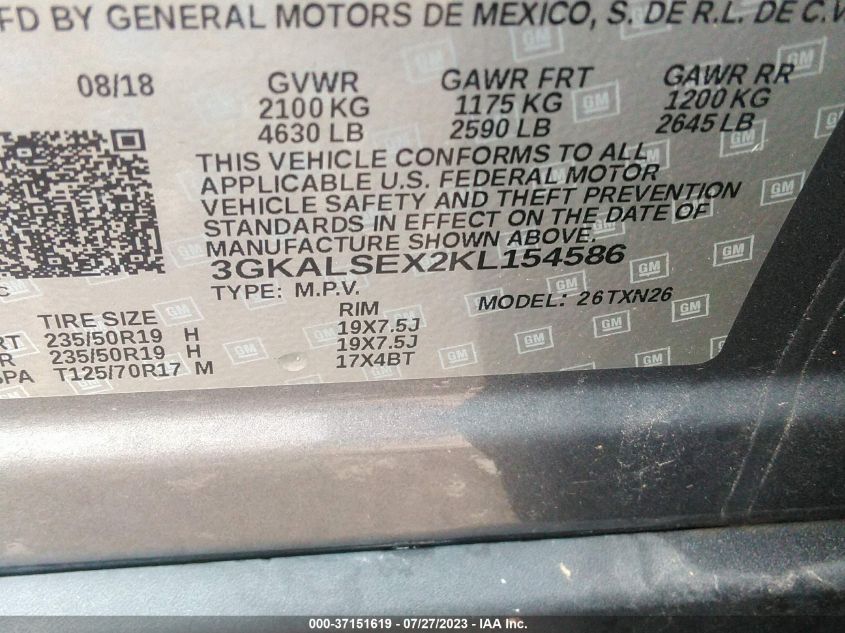 FD BY GENERAL MOTORS DE MEXICO, S. DE R.L. DE C.V
08/18 GVWR GAWR FRT GAWR RR
2100 KG 1175 KG 1200 KG
4630 LB 2590 LB 2645 LB
THIS VEHICLE CONFORMS TO ALL
APPLICABLE U.S. FEDERAL MOTOR
VEHICLE SAFETY AND THEFT PREVENTION
STANDARDS IN EFFECT ON THE DATE OF
MANUFACTURE SHOWN ABOVE.
3GKALSEX2KL154586
TYPE: M.P.V. MODEL: 26TXN26
TIRE SIZE RIM
RT 235/50R19 H 19X7.5J
R 235/50R19 H 19X7.5J
SPA T125/70R17 M 17X4BT
000-37151619 - 07/27/2023 - IAA Inc.